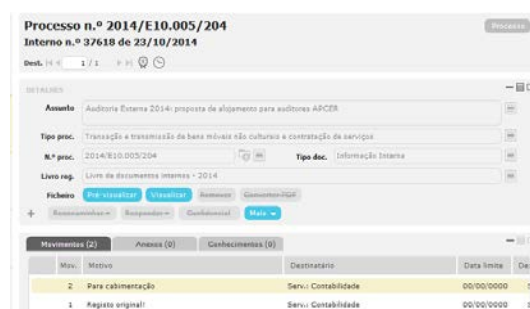 Processo n.º 2014/E10.005/204
Processo
Interno n.º 37618 de 23/10/2014
Dest. 1 / 1
DETALHES
Assunto Auditoria Externa 2014: proposta de alojamento para auditores APCER
Tipo proc. Transação e transmissão de bens móveis não culturais e contratação de serviços
N.º proc. 2014/E10.005/204 Tipo doc. Informação Interna
Livro reg. Livro de documentos internos - 2014
Ficheiro Pré-visualizar Visualizar Remover Converter TGF
+ Reencaminhar Responder Confidencial Mais
Movimentos (2) Anexos (0) Conhecimentos (0)
Mov. Motivo Destinatário Data limite
2 Para cabimentação Serv.: Contabilidade 00/00/0000
1 Registo original! Serv.: Contabilidade 00/00/0000